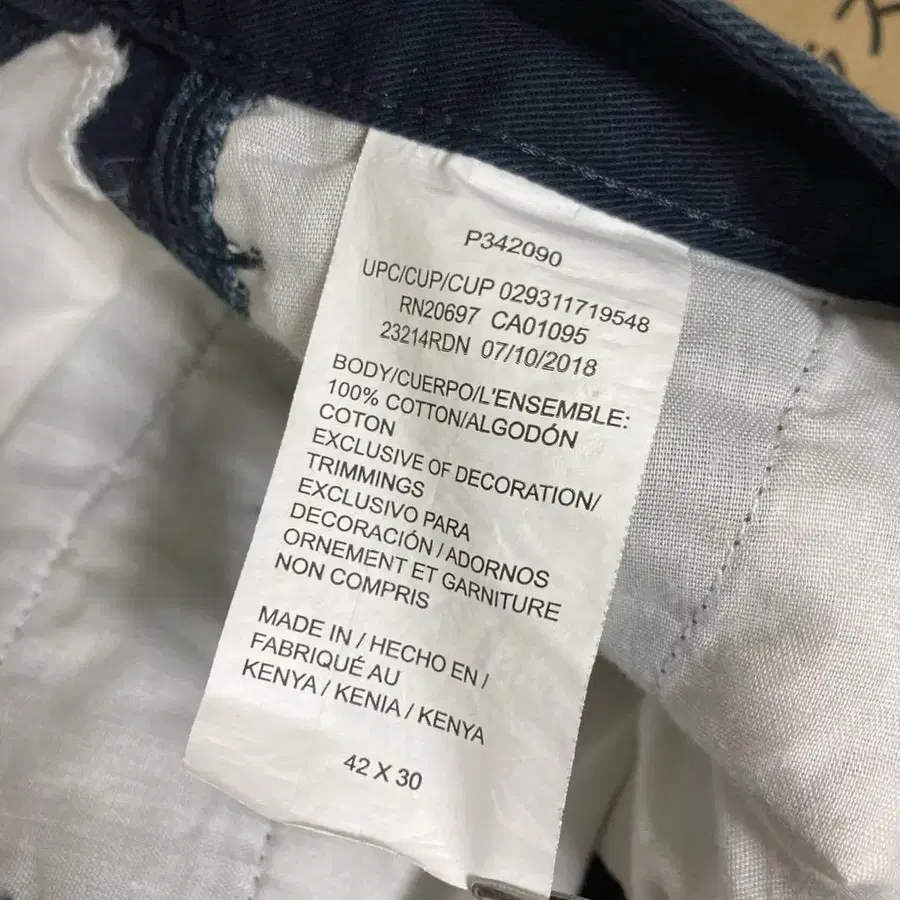 P342090
UPC/CUP/CUP 029311719548
RN20697 CA01095
23214RDN 07/10/2018
BODY/CUERPO/L'ENSEMBLE:
100% COTTON/ALGODÓN
COTON
EXCLUSIVE OF DECORATION/
TRIMMINGS
EXCLUSIVO PARA
DECORACIÓN / ADORNOS
ORNEMENT ET GARNITURE
NON COMPRIS
MADE IN / HECHO EN /
FABRIQUÉ AU
KENYA / KENIA / KENYA
42 X 30